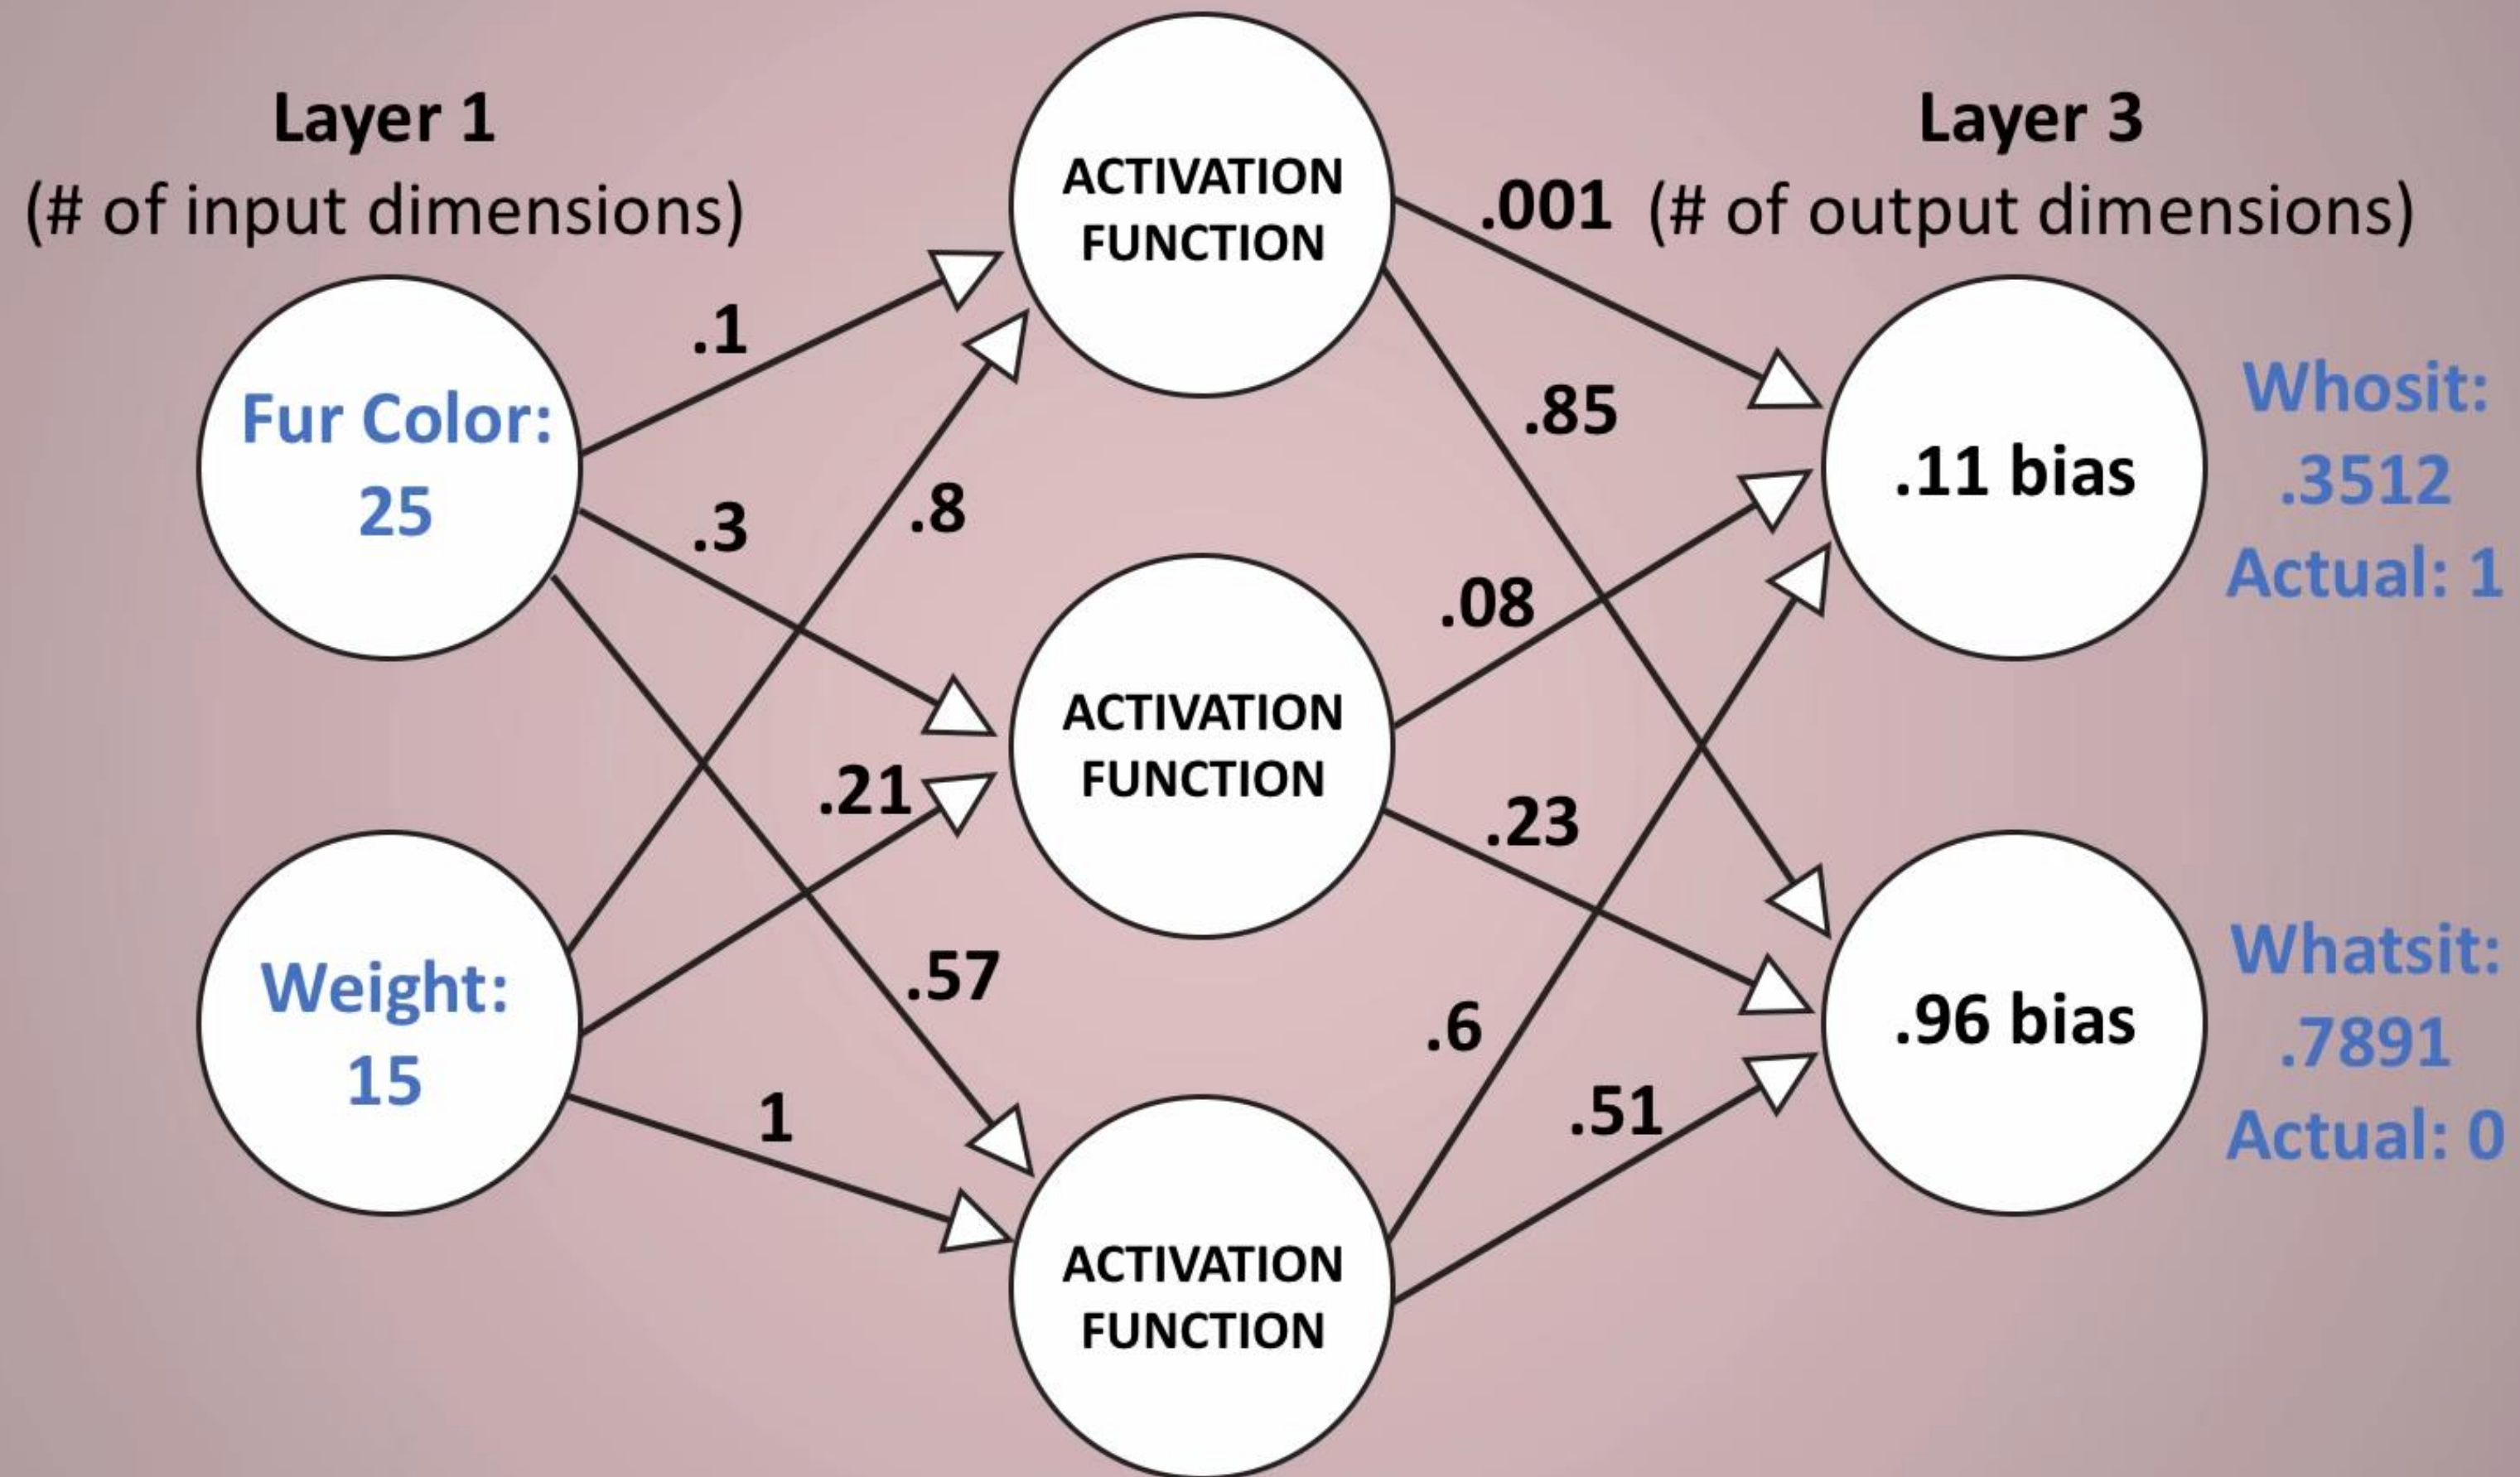 Layer 1
(# of input dimensions)
Fur Color:
25
Weight:
15
.1
.3
.8
.21
.57
1
ACTIVATION
FUNCTION
ACTIVATION
FUNCTION
ACTIVATION
FUNCTION
.001
.85
.08
.23
.6
.51
Layer 3
(# of output dimensions)
.11 bias
.96 bias
Whosit:
.3512
Actual: 1
Whatsit:
.7891
Actual: 0